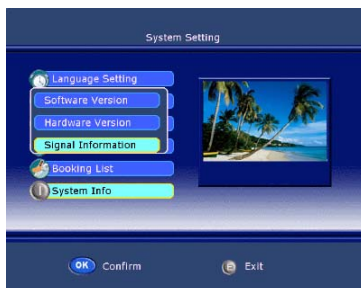 System Setting
Language Setting
Software Version
Hardware Version
Signal Information
Booking List
System Info
OK Confirm
Exit